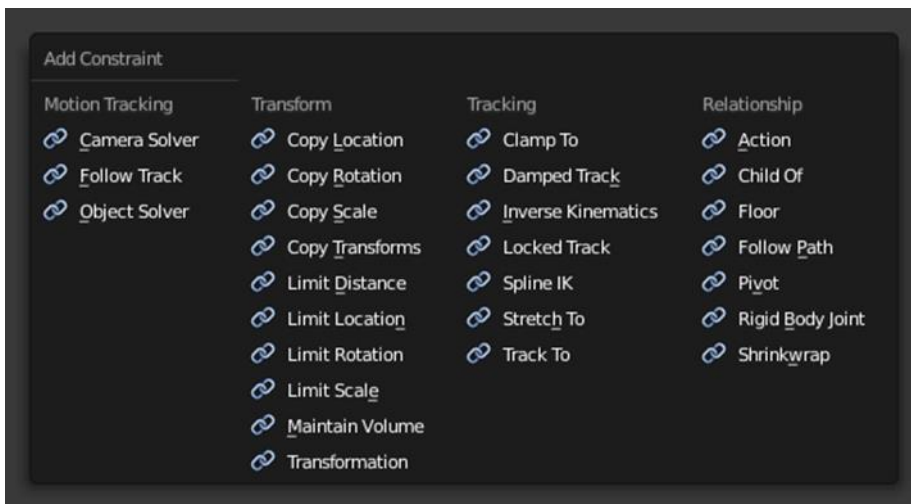 Add Constraint
Motion Tracking
Camera Solver
Follow Track
Object Solver
Transform
Copy Location
Copy Rotation
Copy Scale
Copy Transforms
Limit Distance
Limit Location
Limit Rotation
Limit Scale
Maintain Volume
Transformation
Tracking
Clamp To
Damped Track
Inverse Kinematics
Locked Track
Spline IK
Stretch To
Track To
Relationship
Action
Child Of
Floor
Follow Path
Pivot
Rigid Body Joint
Shrinkwrap